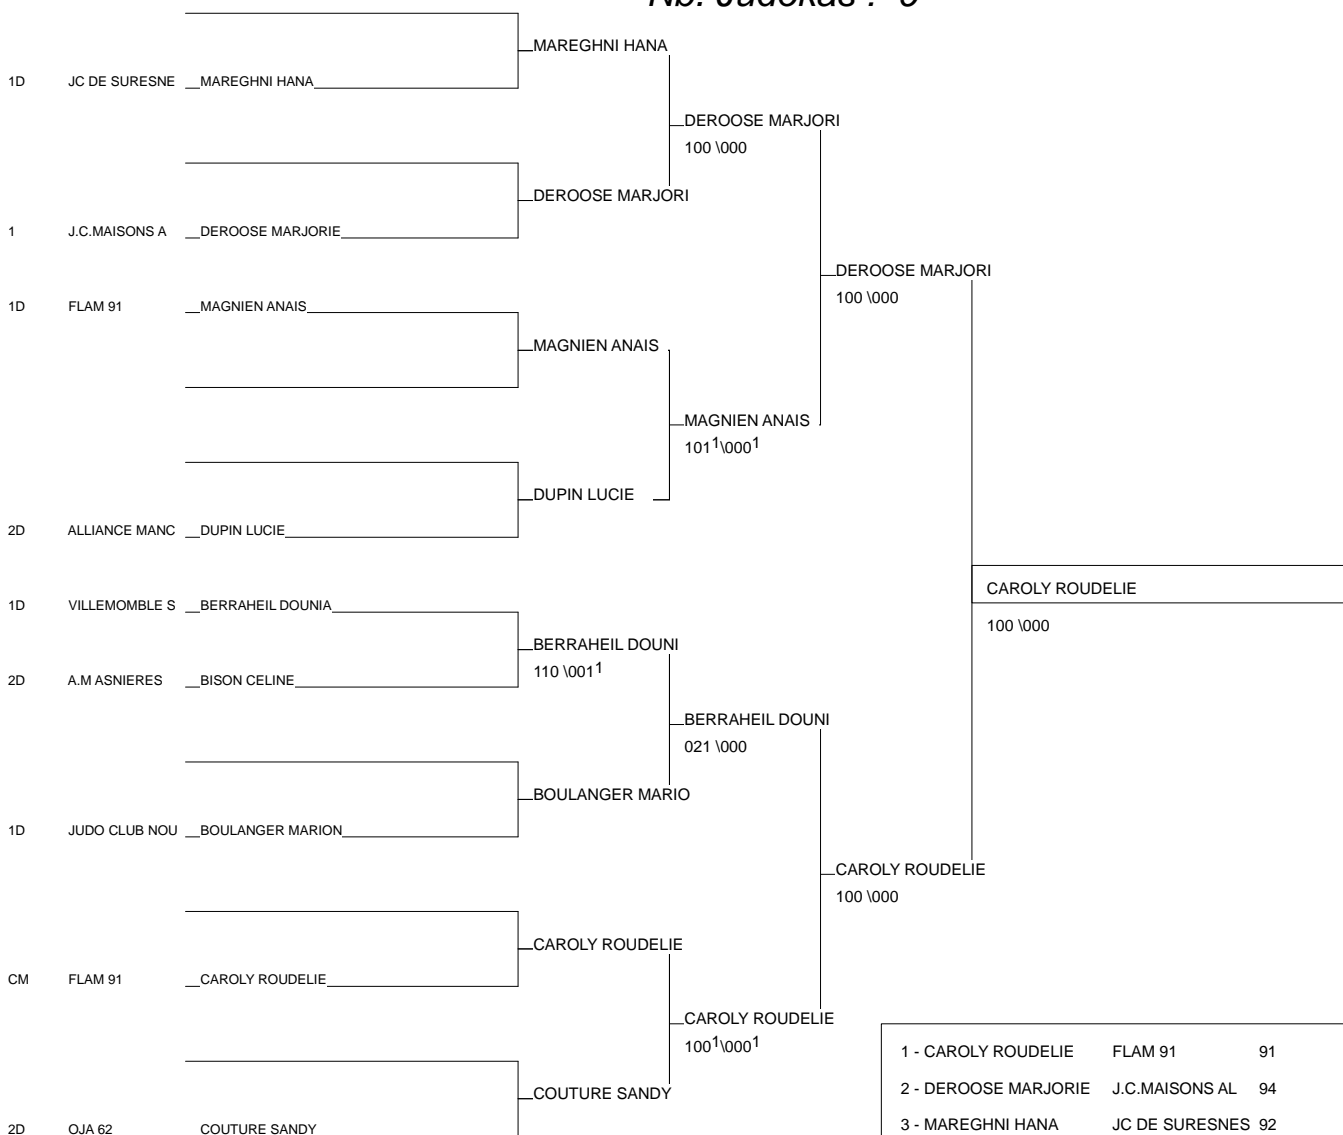 Nb. Judokas : 9
MAREGHNI HANA
1D JC DE SURESNE MAREGHNI HANA
DEROOSE MARJORI
100 \000
DEROOSE MARJORI
1 J.C.MAISONS A DEROOSE MARJORIE
DEROOSE MARJORI
100 \000
1D FLAM 91 MAGNIEN ANAIS
MAGNIEN ANAIS
MAGNIEN ANAIS
101¹\000¹
DUPIN LUCIE
2D ALLIANCE MANC DUPIN LUCIE
CAROLY ROUDELIE
100 \000
1D VILLEMOMBLE S BERRAHEIL DOUNIA
BERRAHEIL DOUNI
110 \001¹
2D A.M ASNIERES BISON CELINE
BERRAHEIL DOUNI
021 \000
BOULANGER MARIO
1D JUDO CLUB NOU BOULANGER MARION
CAROLY ROUDELIE
100 \000
CAROLY ROUDELIE
CM FLAM 91 CAROLY ROUDELIE
CAROLY ROUDELIE
100¹\000¹
COUTURE SANDY
2D OJA 62 COUTURE SANDY
1 - CAROLY ROUDELIE FLAM 91 91
2 - DEROOSE MARJORIE J.C.MAISONS AL 94
3 - MAREGHNI HANA JC DE SURESNES 92